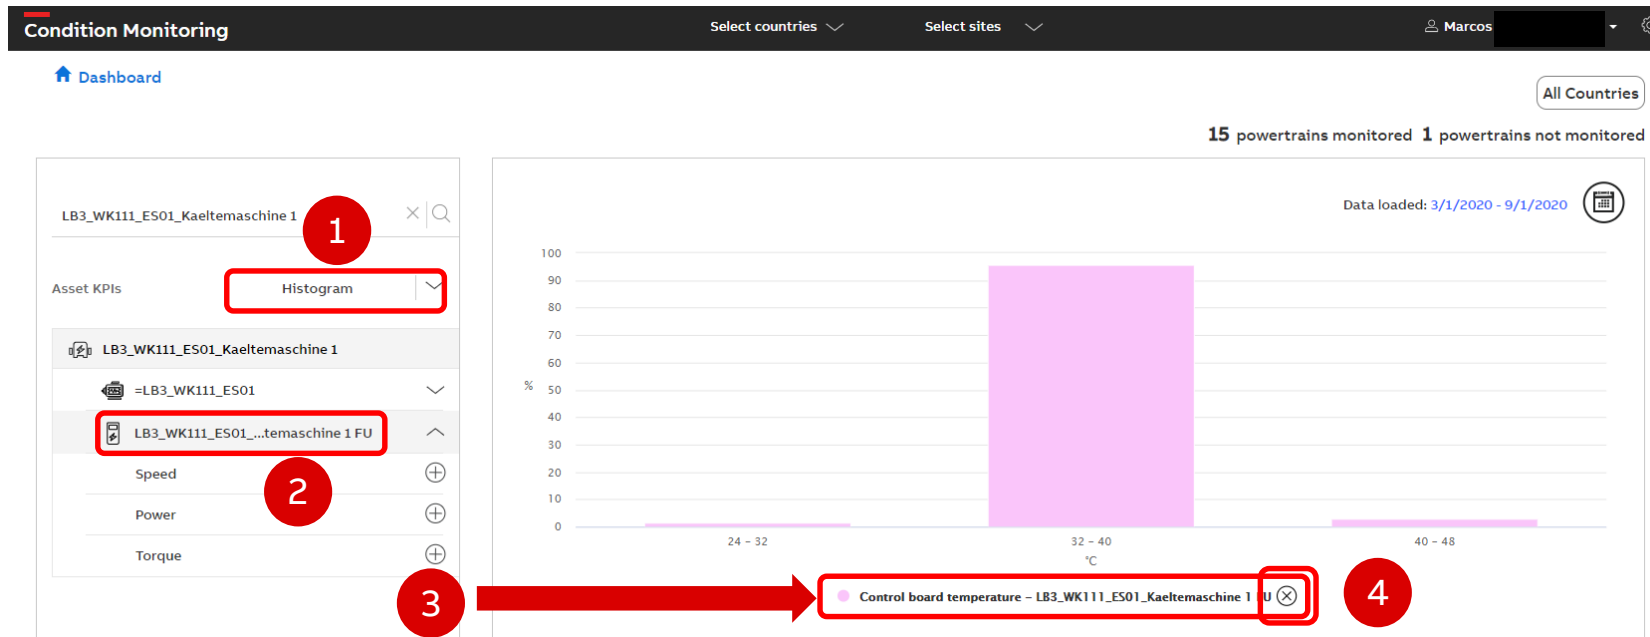 Condition Monitoring
Select countries
Select sites
Marcos
Dashboard
All Countries
15 powertrains monitored 1 powertrains not monitored
LB3_WK111_ES01_Kaeltemaschine 1
1
Asset KPIs
Histogram
LB3_WK111_ES01_Kaeltemaschine 1
=LB3_WK111_ES01
LB3_WK111_ES01_...temaschine 1 FU
Speed
2
Power
Torque
3
Data loaded: 3/1/2020 - 9/1/2020
100
90
80
70
60
%
50
40
30
20
10
0
24 – 32
32 – 40
40 – 48
°C
Control board temperature – LB3_WK111_ES01_Kaeltemaschine 1 FU
4